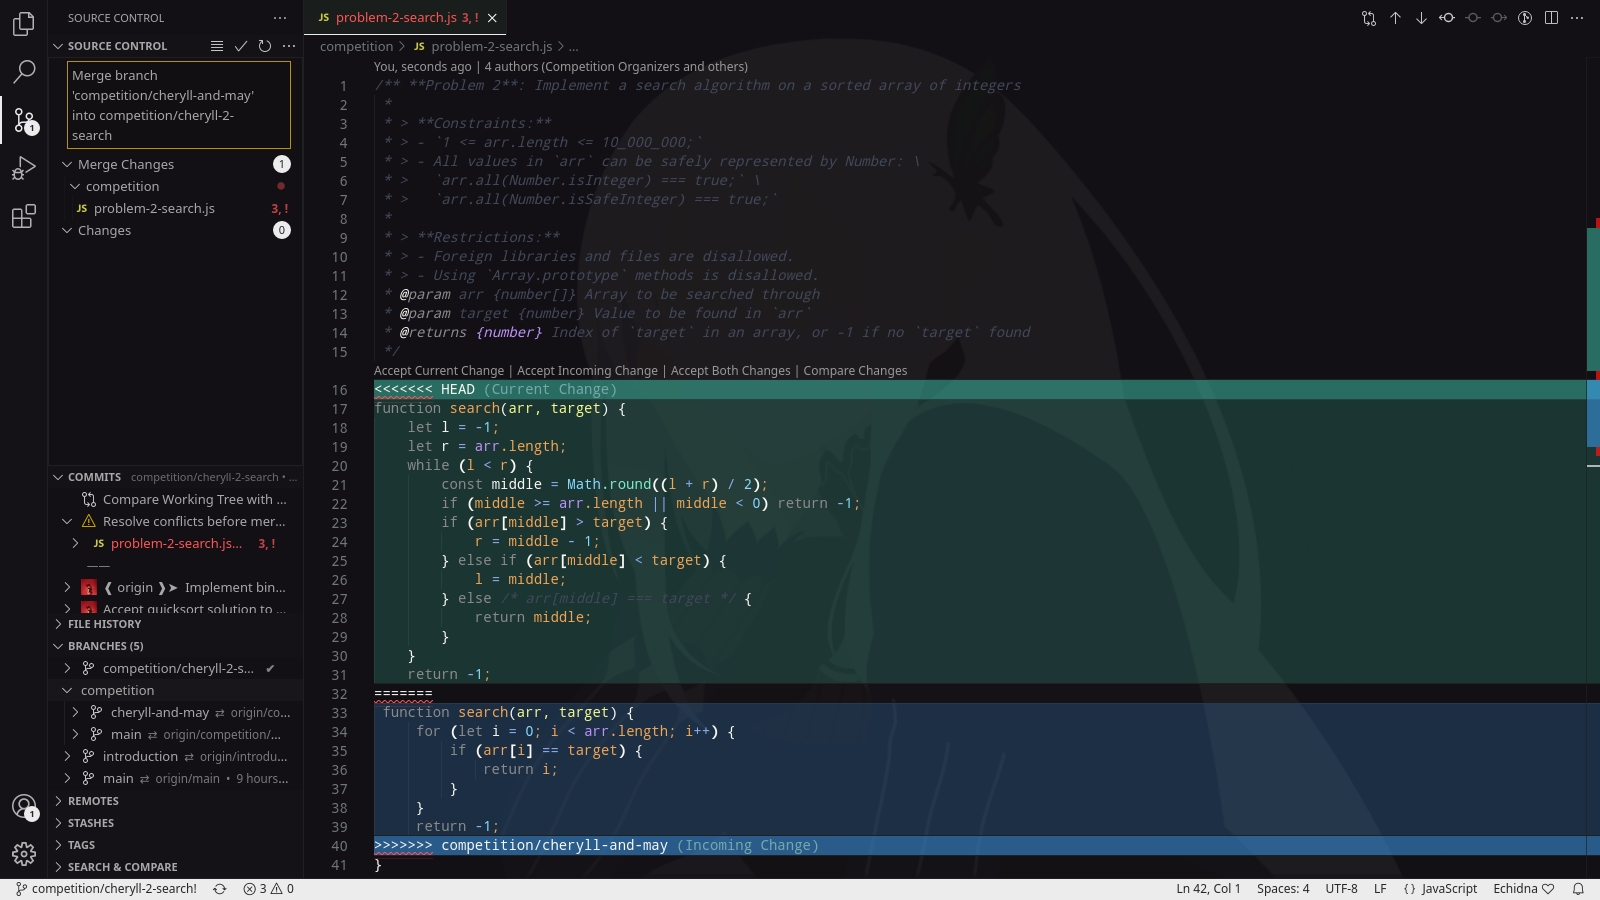 SOURCE CONTROL
SOURCE CONTROL
Merge branch
'competition/cheryll-and-may'
into competition/cheryll-2-
search
Merge Changes 1
competition
JS problem-2-search.js 3, !
Changes 0
COMMITS competition/cheryll-2-search • ...
Compare Working Tree with ...
Resolve conflicts before mer...
JS problem-2-search.js... 3, !
——
❰ origin ❱➤ Implement bin...
Accept quicksort solution to ...
FILE HISTORY
BRANCHES (5)
competition/cheryll-2-s... ✔
competition
cheryll-and-may ⇄ origin/co...
main ⇄ origin/competition/...
introduction ⇄ origin/introdu...
main ⇄ origin/main • 9 hours...
REMOTES
STASHES
TAGS
SEARCH & COMPARE
1
1
JS problem-2-search.js 3, !
competition > JS problem-2-search.js > ...
You, seconds ago | 4 authors (Competition Organizers and others)
1 /** **Problem 2**: Implement a search algorithm on a sorted array of integers
2 *
3 * > **Constraints:**
4 * > - `1 <= arr.length <= 10_000_000;`
5 * > - All values in `arr` can be safely represented by Number: \
6 * >   `arr.all(Number.isInteger) === true;` \
7 * >   `arr.all(Number.isSafeInteger) === true;`
8 *
9 * > **Restrictions:**
10 * > - Foreign libraries and files are disallowed.
11 * > - Using `Array.prototype` methods is disallowed.
12 * @param arr {number[]} Array to be searched through
13 * @param target {number} Value to be found in `arr`
14 * @returns {number} Index of `target` in an array, or -1 if no `target` found
15 */
Accept Current Change | Accept Incoming Change | Accept Both Changes | Compare Changes
16 <<<<<<< HEAD (Current Change)
17 function search(arr, target) {
18     let l = -1;
19     let r = arr.length;
20     while (l < r) {
21         const middle = Math.round((l + r) / 2);
22         if (middle >= arr.length || middle < 0) return -1;
23         if (arr[middle] > target) {
24             r = middle - 1;
25         } else if (arr[middle] < target) {
26             l = middle;
27         } else /* arr[middle] === target */ {
28             return middle;
29         }
30     }
31     return -1;
32 =======
33  function search(arr, target) {
34      for (let i = 0; i < arr.length; i++) {
35          if (arr[i] == target) {
36              return i;
37          }
38      }
39      return -1;
40 >>>>>>> competition/cheryll-and-may (Incoming Change)
41 }
competition/cheryll-2-search! 3 0 Ln 42, Col 1 Spaces: 4 UTF-8 LF {} JavaScript Echidna ♡